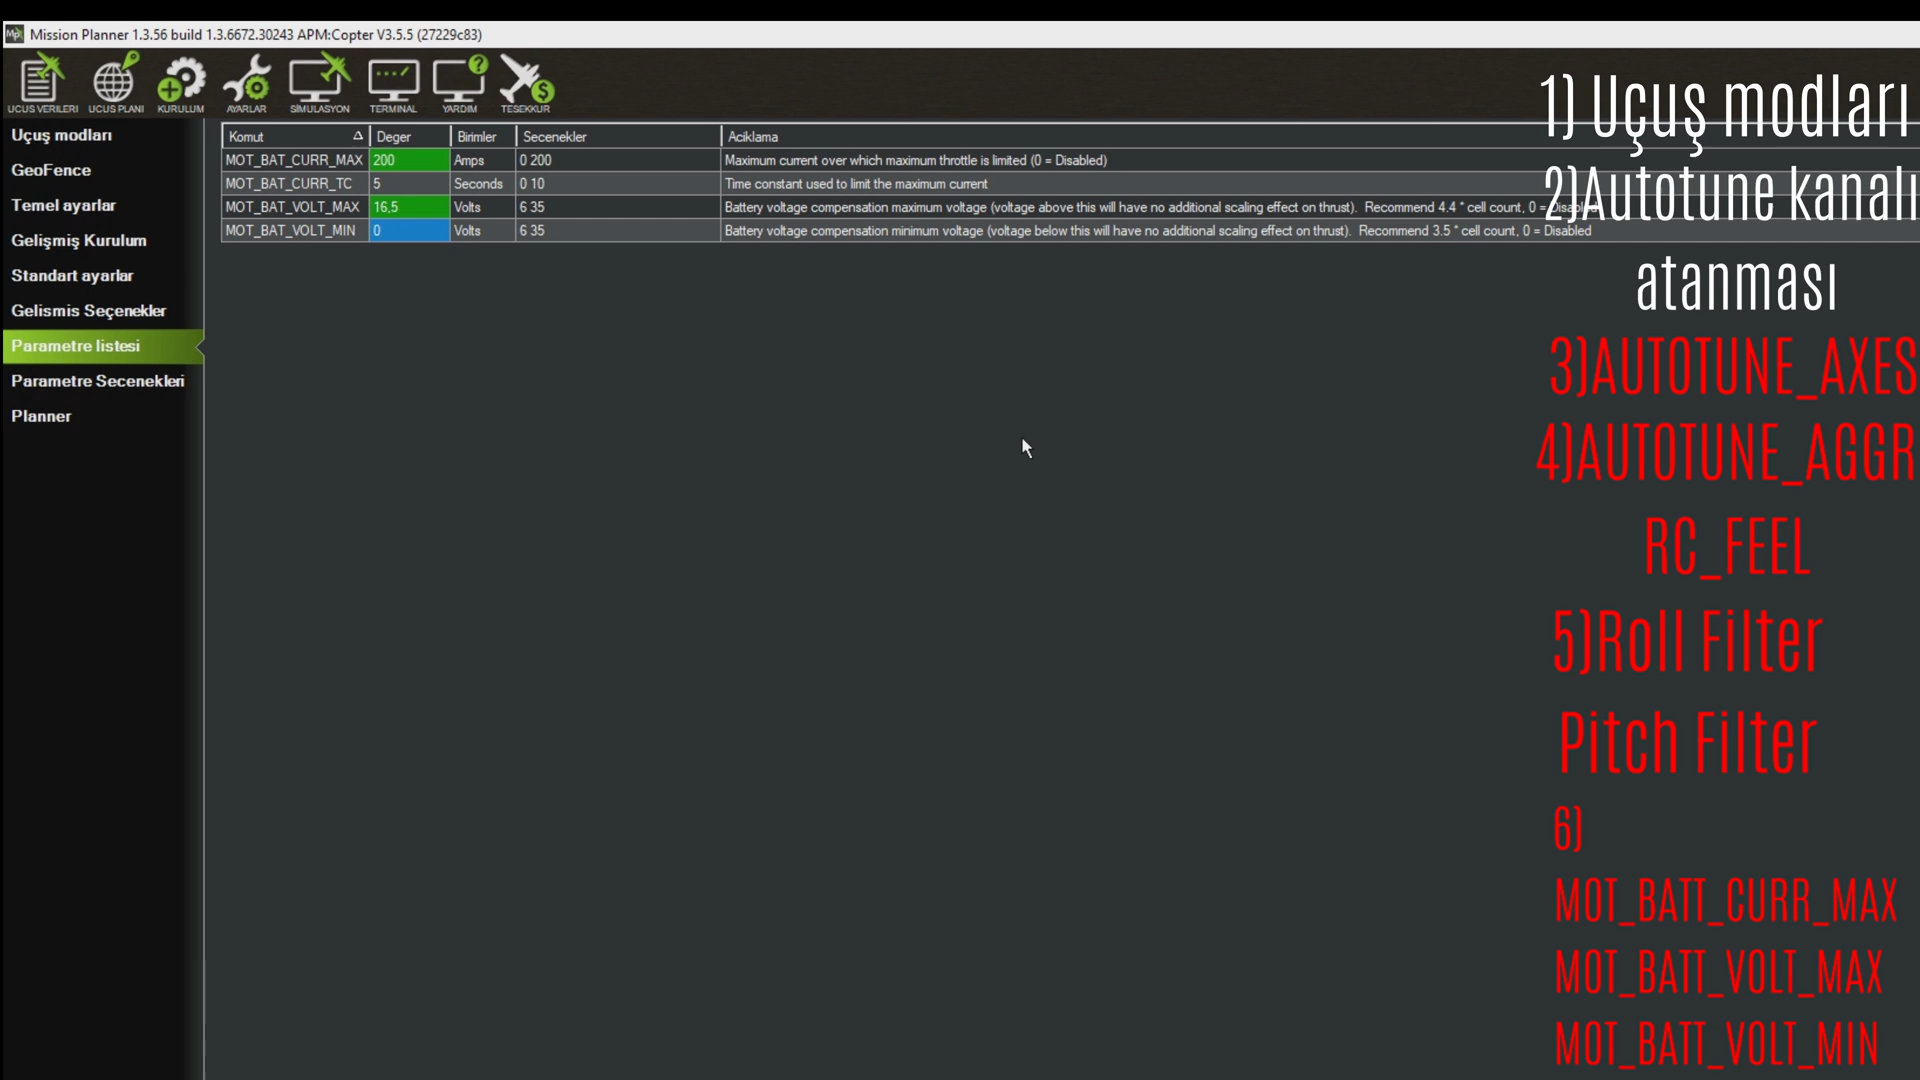 Mission Planner 1.3.56 build 1.3.6672.30243 APM:Copter V3.5.5 (27229c83)
UCUS VERILERI UCUS PLANI KURULUM AYARLAR SİMULASYON TERMINAL YARDIM TESEKKUR
Uçuş modları
GeoFence
Temel ayarlar
Gelişmiş Kurulum
Standart ayarlar
Gelismis Seçenekler
Parametre listesi
Parametre Secenekleri
Planner
Komut Deger Birimler Secenekler Aciklama
MOT_BAT_CURR_MAX 200 Amps 0 200 Maximum current over which maximum throttle is limited (0 = Disabled)
MOT_BAT_CURR_TC 5 Seconds 0 10 Time constant used to limit the maximum current
MOT_BAT_VOLT_MAX 16,5 Volts 6 35 Battery voltage compensation maximum voltage (voltage above this will have no additional scaling effect on thrust). Recommend 4.4 * cell count, 0 = Disabled
MOT_BAT_VOLT_MIN 0 Volts 6 35 Battery voltage compensation minimum voltage (voltage below this will have no additional scaling effect on thrust). Recommend 3.5 * cell count, 0 = Disabled
1) Uçuş modları
2)Autotune kanalı
atanması
3)AUTOTUNE_AXES
4)AUTOTUNE_AGGR
RC_FEEL
5)Roll Filter
Pitch Filter
6)
MOT_BATT_CURR_MAX
MOT_BATT_VOLT_MAX
MOT_BATT_VOLT_MIN